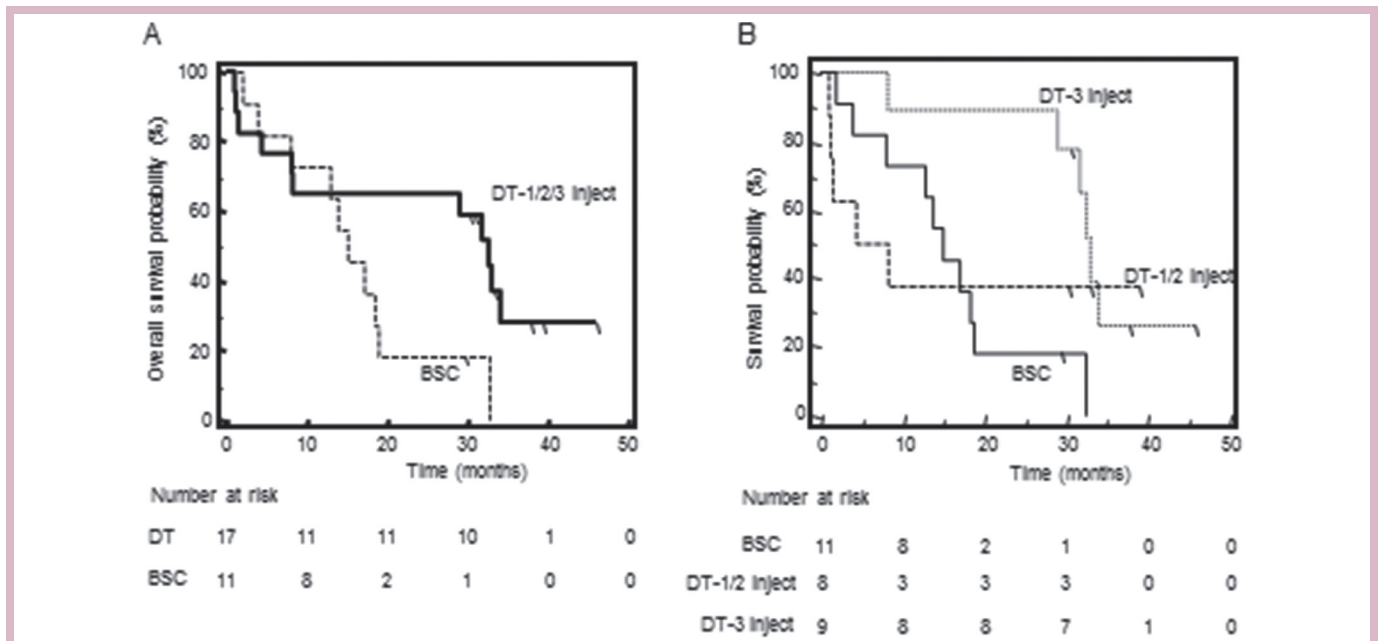 A
Overall survival probability (%)
100
80
60
40
20
0
DT-1/2/3 Inject
BSC
0 10 20 30 40 50
Time (months)
Number at risk
DT 17 11 11 10 1 0
BSC 11 8 2 1 0 0
B
Survival probability (%)
100
80
60
40
20
0
DT-3 Inject
DT-1/2 Inject
BSC
0 10 20 30 40 50
Time (months)
Number at risk
BSC 11 8 2 1 0 0
DT-1/2 Inject 8 3 3 3 0 0
DT-3 Inject 9 8 8 7 1 0